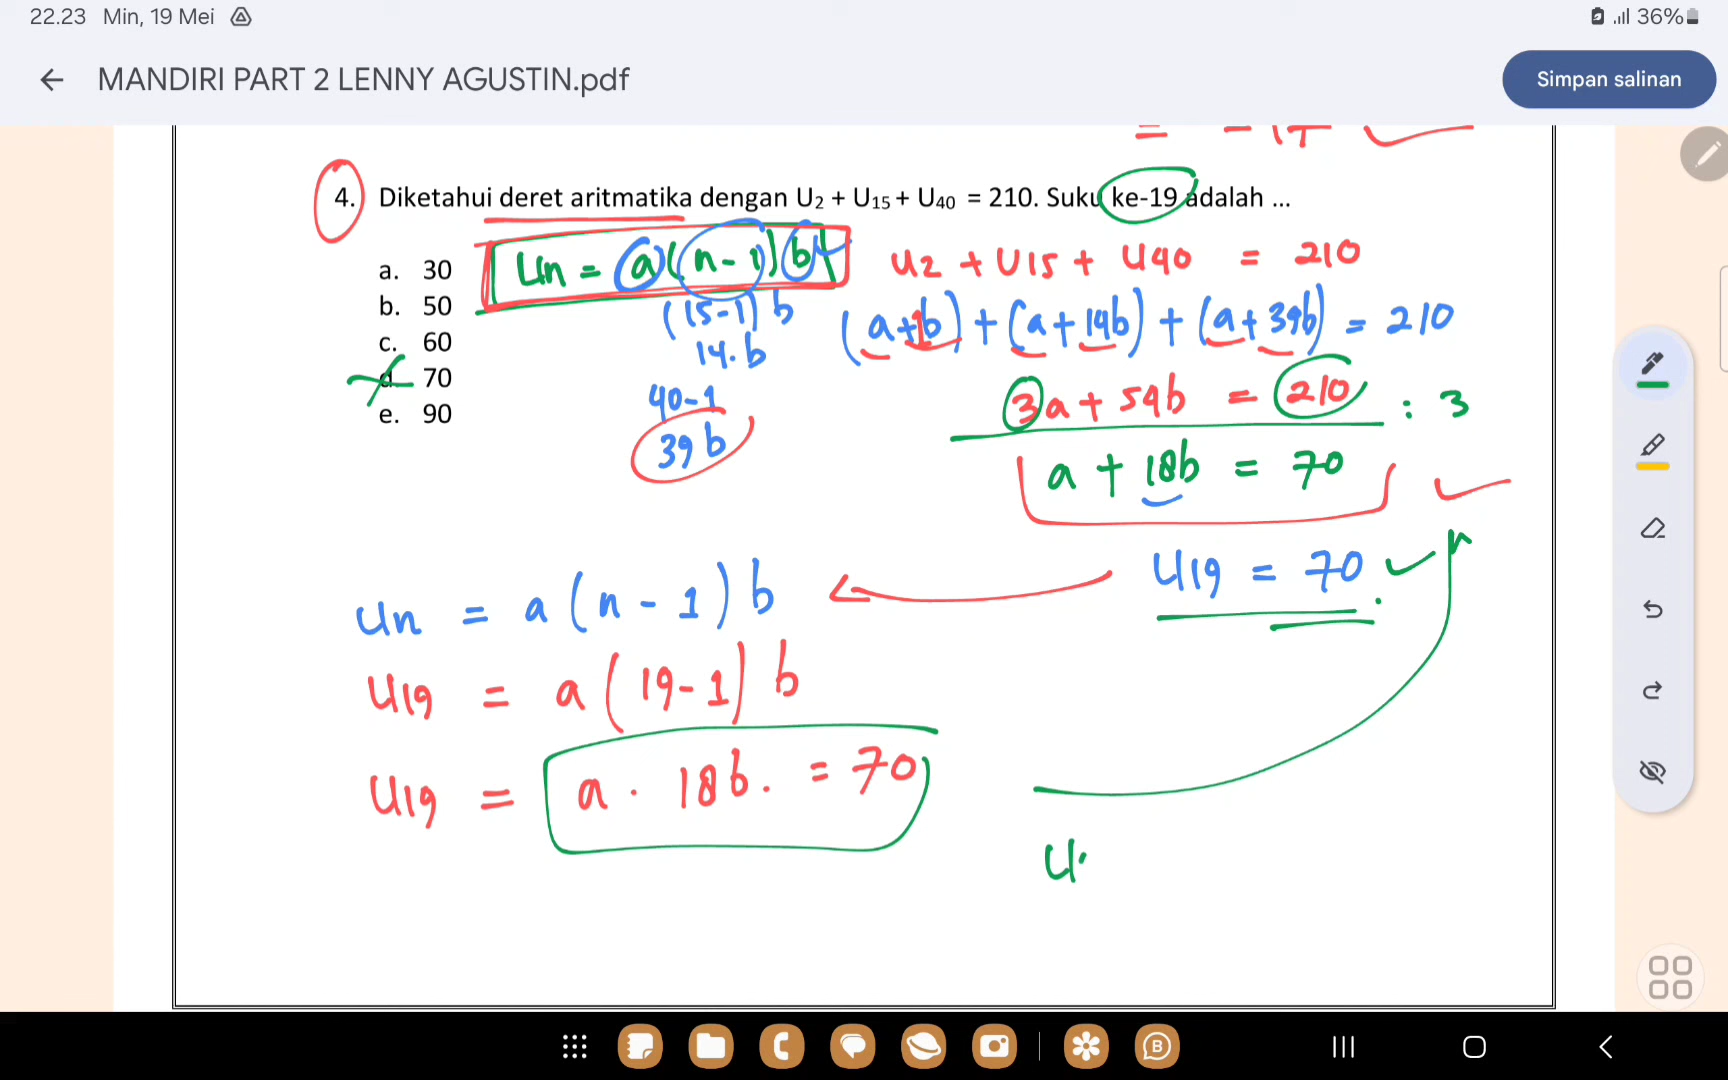 22.23 Min, 19 Mei 36%
MANDIRI PART 2 LENNY AGUSTIN.pdf
Simpan salinan
4. Diketahui deret aritmatika dengan U2 + U15 + U40 = 210. Suku ke-19 adalah ...
a. 30
b. 50
c. 60
d. 70
e. 90
Un = a(n-1)b
(15-1) b
14.b
40-1
39 b
U2 + U15 + U40 = 210
(a+1b) + (a+14b) + (a+39b) = 210
3a + 54b = 210 : 3
a + 18b = 70
U19 = 70.
Un = a(n-1)b
U19 = a(19-1)b
U19 = a. 18b. = 70